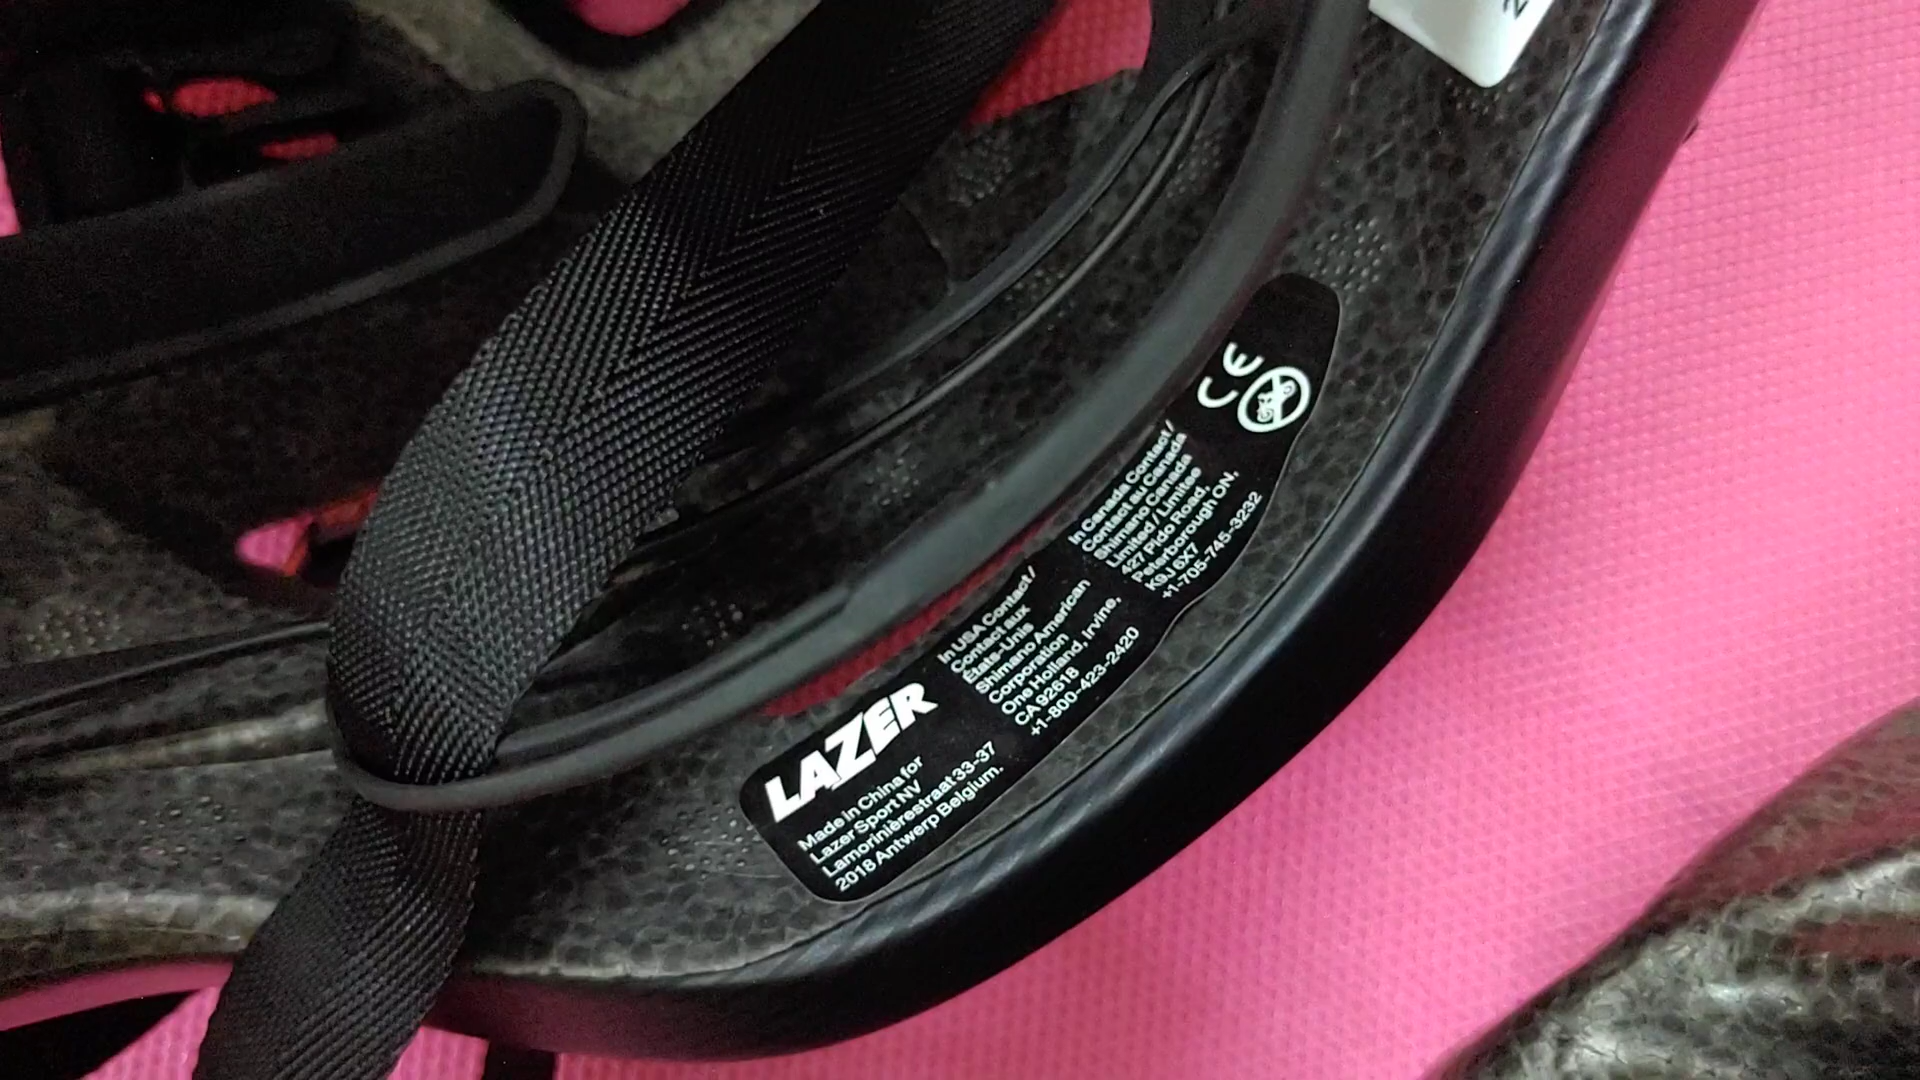 LAZER
Made in China for
Lazer Sport NV
Lamorinièrestraat 33-37
2018 Antwerp Belgium.
In USA Contact /
Contact aux
États-Unis
Shimano American
Corporation
One Holland, Irvine,
CA 92618
+1-800-423-2420
In Canada Contact /
Contact au Canada
Shimano Canada
Limited / Limitee
427 Pido Road,
Peterborough ON,
K9J 6X7
+1-705-745-3232
CE
2